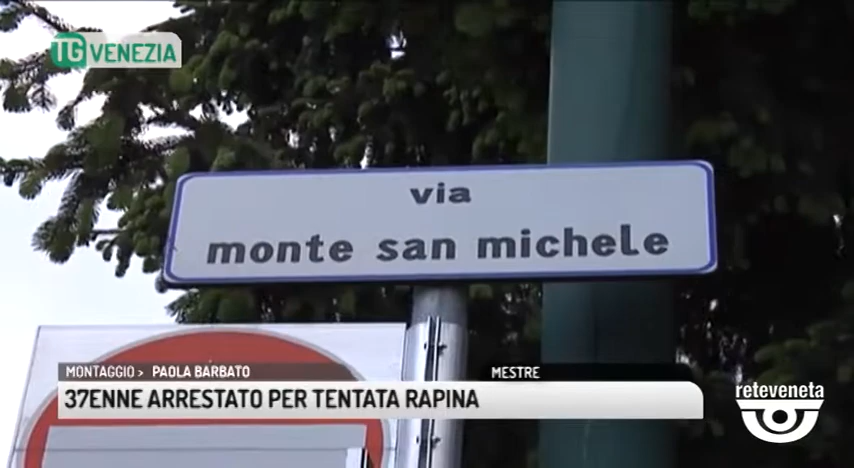 TG VENEZIA
via
monte san michele
MONTAGGIO> PAOLA BARBATO MESTRE
37ENNE ARRESTATO PER TENTATA RAPINA
reteveneta